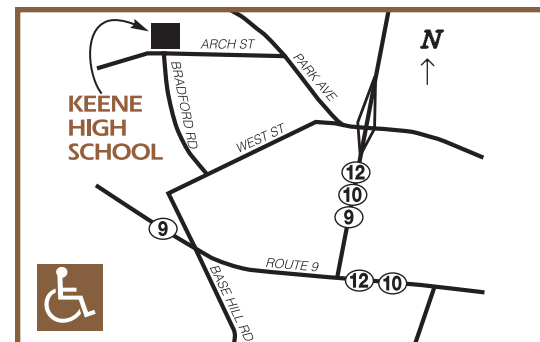 ARCH ST
N
PARK AVE
KEENE
HIGH
SCHOOL
BRADFORD RD
WEST ST
12
10
9
9
ROUTE 9
12
10
BASE HILL RD